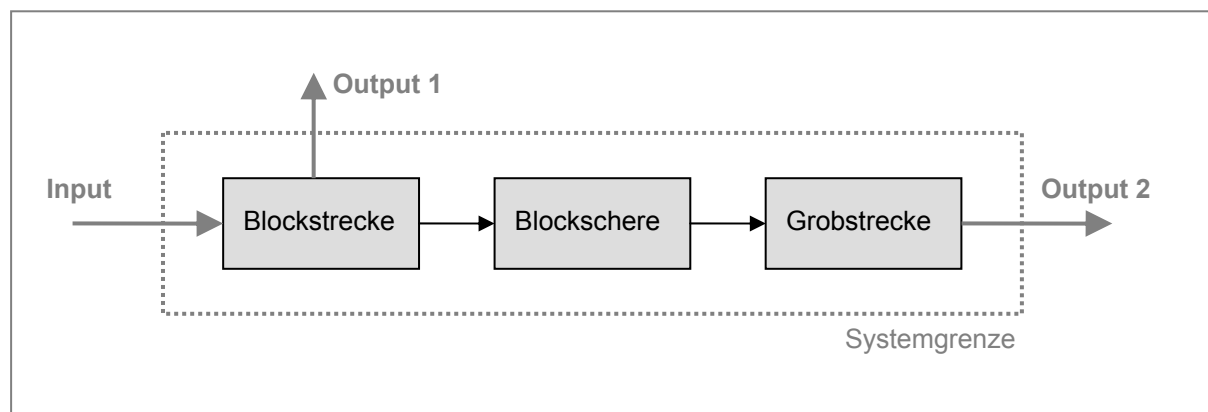 Output 1
Input
Blockstrecke
Blockschere
Grobstrecke
Output 2
Systemgrenze